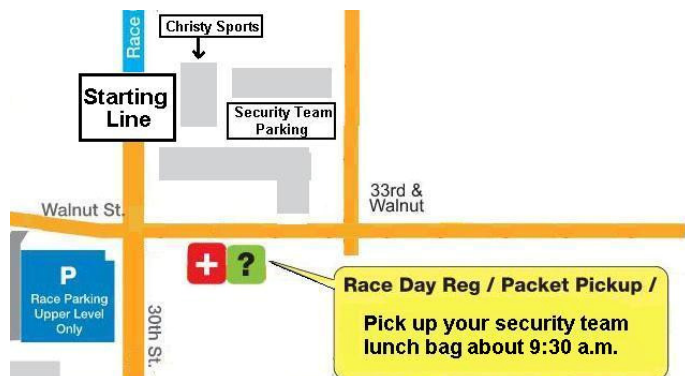 Christy Sports
Race
Starting
Line
Security Team
Parking
33rd &
Walnut
Walnut St.
+ ?
P
Race Parking
Upper Level
Only
30th St.
Race Day Reg / Packet Pickup /
Pick up your security team
lunch bag about 9:30 a.m.